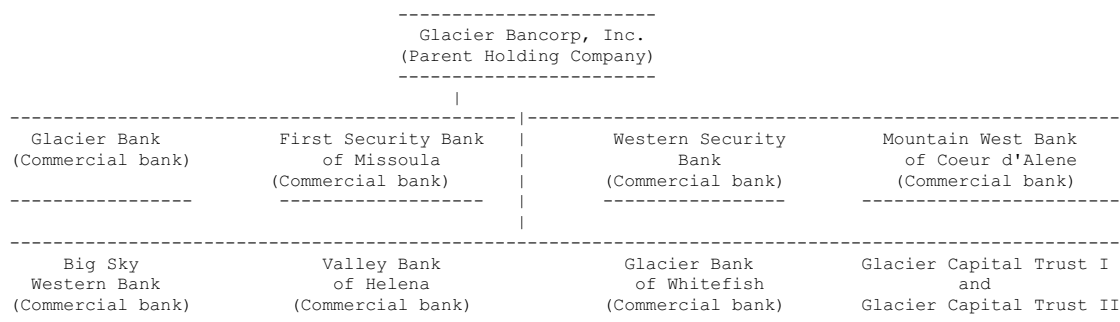 Glacier Bancorp, Inc.
(Parent Holding Company)
Glacier Bank First Security Bank Western Security Mountain West Bank
(Commercial bank) of Missoula Bank of Coeur d'Alene
(Commercial bank) (Commercial bank) (Commercial bank)
Big Sky Valley Bank Glacier Bank Glacier Capital Trust I
Western Bank of Helena of Whitefish and
(Commercial bank) (Commercial bank) (Commercial bank) Glacier Capital Trust II